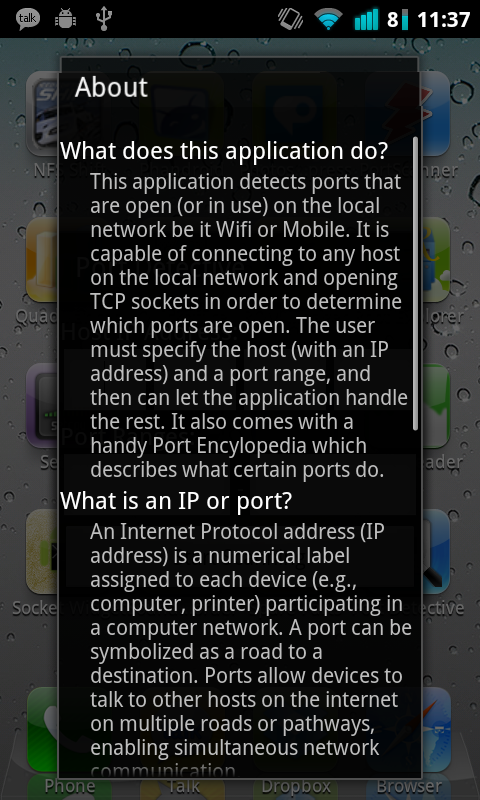 talk 8 11:37
About
What does this application do?
This application detects ports that
are open (or in use) on the local
network be it Wifi or Mobile. It is
capable of connecting to any host
on the local network and opening
TCP sockets in order to determine
which ports are open. The user
must specify the host (with an IP
address) and a port range, and
then can let the application handle
the rest. It also comes with a
handy Port Encylopedia which
describes what certain ports do.
What is an IP or port?
An Internet Protocol address (IP
address) is a numerical label
assigned to each device (e.g.,
computer, printer) participating in
a computer network. A port can be
symbolized as a road to a
destination. Ports allow devices to
talk to other hosts on the internet
on multiple roads or pathways,
enabling simultaneous network
communication
Phone Talk Dropbox Browser